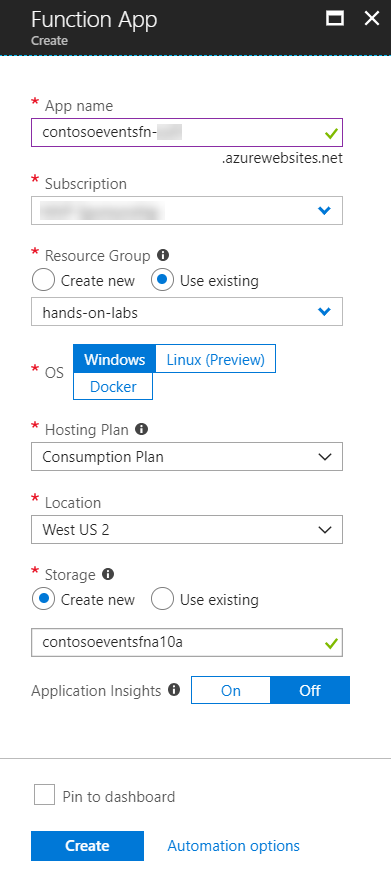 Function App
Create
* App name
contosoeventsfn-
.azurewebsites.net
* Subscription
* Resource Group
Create new Use existing
hands-on-labs
* OS Windows Linux (Preview)
Docker
* Hosting Plan
Consumption Plan
* Location
West US 2
* Storage
Create new Use existing
contosoeventsfna10a
Application Insights On Off
Pin to dashboard
Create Automation options